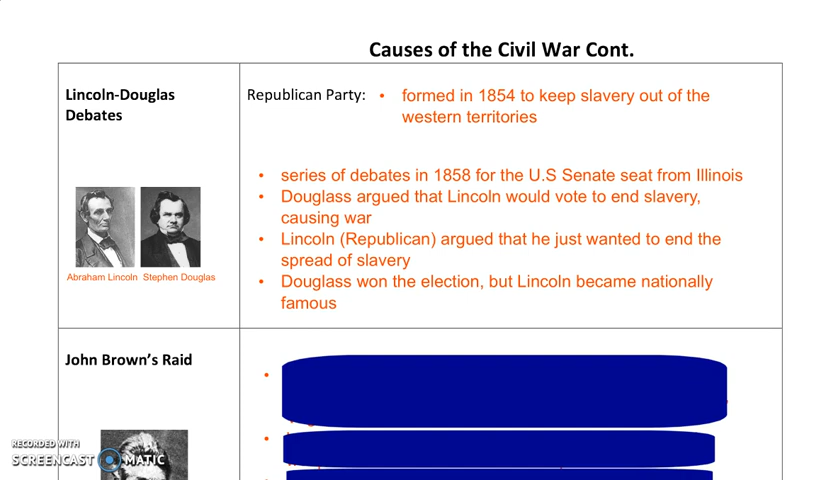 Causes of the Civil War Cont.
Lincoln-Douglas
Debates
Republican Party:
• formed in 1854 to keep slavery out of the
western territories
• series of debates in 1858 for the U.S Senate seat from Illinois
• Douglass argued that Lincoln would vote to end slavery,
causing war
• Lincoln (Republican) argued that he just wanted to end the
spread of slavery
• Douglass won the election, but Lincoln became nationally
famous
Abraham Lincoln Stephen Douglas
John Brown's Raid
RECORDED WITH
SCREENCAST MATIC